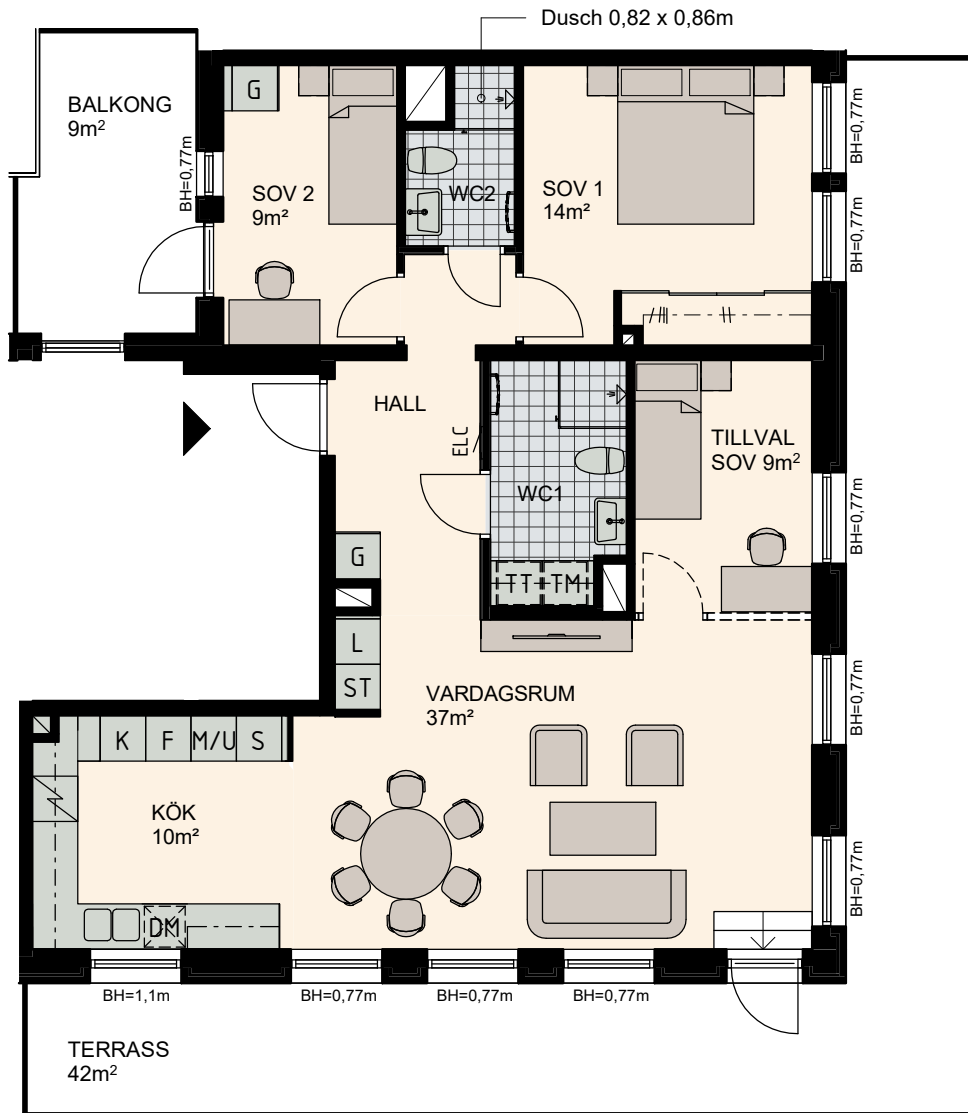 Dusch 0,82 x 0,86m
BALKONG
9m²
G
BH=0,77m
SOV 2
9m²
WC2
SOV 1
14m²
BH=0,77m
BH=0,77m
HALL
ELC
WC1
TILLVAL
SOV 9m²
BH=0,77m
G
TT
TM
L
ST
VARDAGSRUM
37m²
BH=0,77m
K
F
M/U
S
KÖK
10m²
DM
BH=0,77m
BH=1,1m
BH=0,77m
BH=0,77m
BH=0,77m
TERRASS
42m²